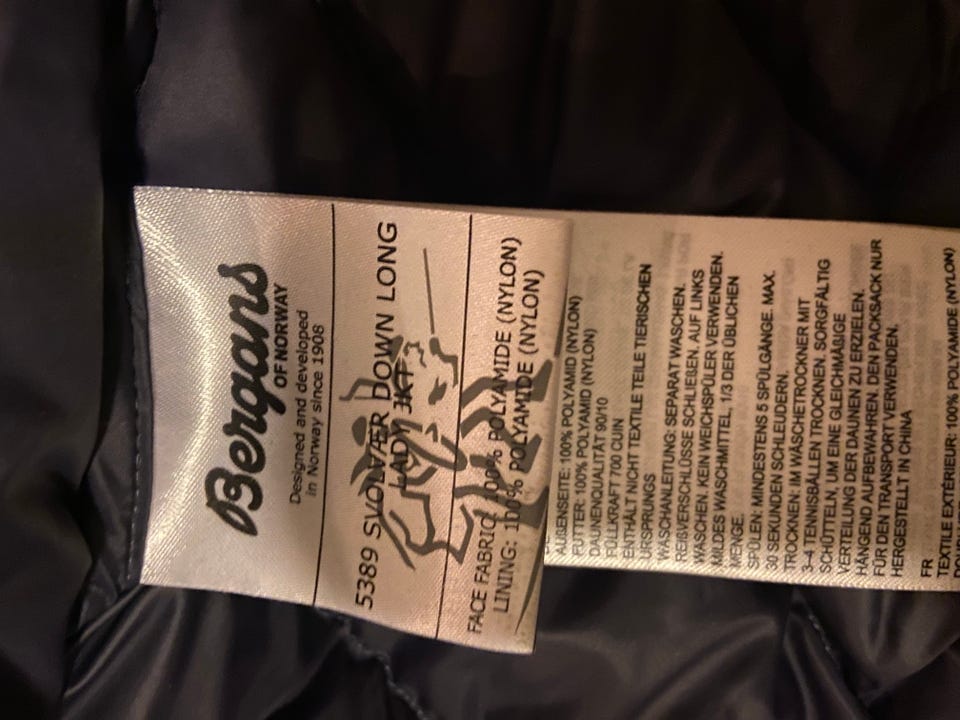 Bergans
OF NORWAY
Designed and developed
in Norway since 1908
5389 SVOLVER DOWN LONG
LADY JKT
FACE FABRIC: 100% POLYAMIDE (NYLON)
LINING: 100% POLYAMIDE (NYLON)
AUßENSEITE: 100% POLYAMID (NYLON)
FUTTER: 100% POLYAMID (NYLON)
DAUNENQUALITÄT 90/10
FÜLLKRAFT 700 CUIN
ENTHÄLT NICHT TEXTILE TEILE TIERISCHEN
URSPRUNGS
WASCHANLEITUNG: SEPARAT WASCHEN.
REIßVERSCHLÜSSE SCHLIEßEN. AUF LINKS
WASCHEN. KEIN WEICHSPÜLER VERWENDEN.
MILDES WASCHMITTEL, 1/3 DER ÜBLICHEN
MENGE.
SPÜLEN: MINDESTENS 5 SPÜLGÄNGE. MAX.
30 SEKUNDEN SCHLEUDERN.
TROCKNEN: IM WÄSCHETROCKNER MIT
3-4 TENNISBÄLLEN TROCKNEN. SORGFÄLTIG
SCHÜTTELN, UM EINE GLEICHMÄßIGE
VERTEILUNG DER DAUNEN ZU ERZIELEN.
HÄNGEND AUFBEWAHREN. DEN PACKSACK NUR
FÜR DEN TRANSPORT VERWENDEN.
HERGESTELLT IN CHINA
FR
TEXTILE EXTÉRIEUR: 100% POLYAMIDE (NYLON)